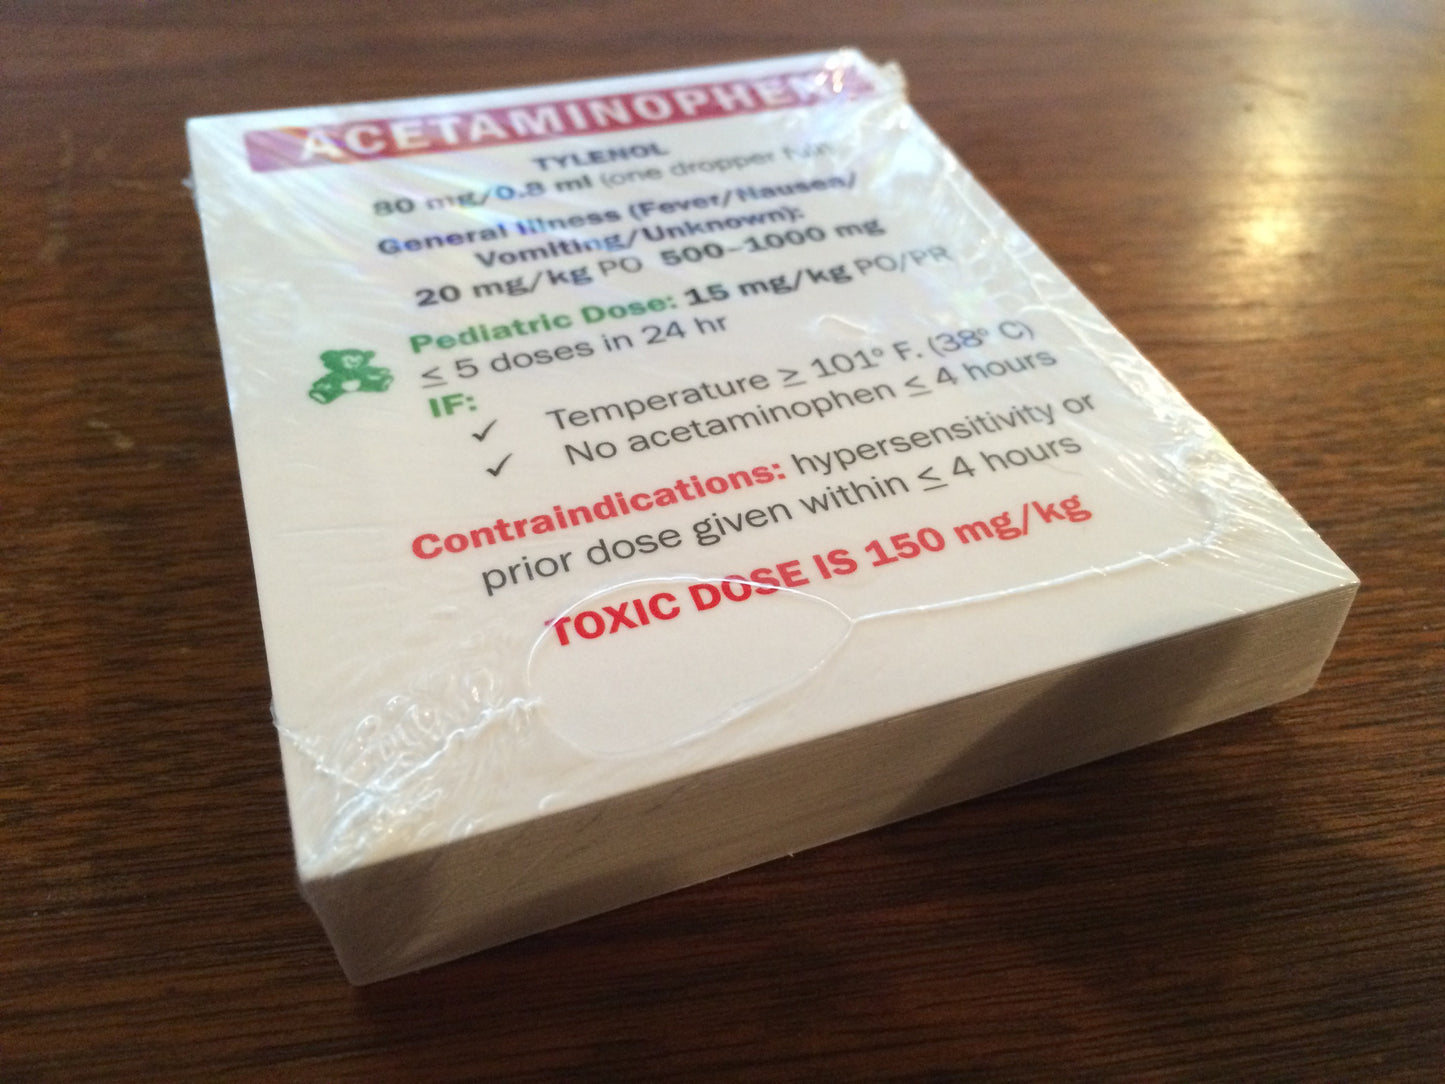 ACETAMINOPHEN
TYLENOL
80 mg/0.8 ml (one dropper full)
General Illness (Fever/Nausea/
Vomiting/Unknown):
20 mg/kg PO 500–1000 mg
Pediatric Dose: 15 mg/kg PO/PR
≤ 5 doses in 24 hr
IF:
✓ Temperature ≥ 101° F. (38° C)
✓ No acetaminophen ≤ 4 hours
Contraindications: hypersensitivity or
prior dose given within ≤ 4 hours
TOXIC DOSE IS 150 mg/kg